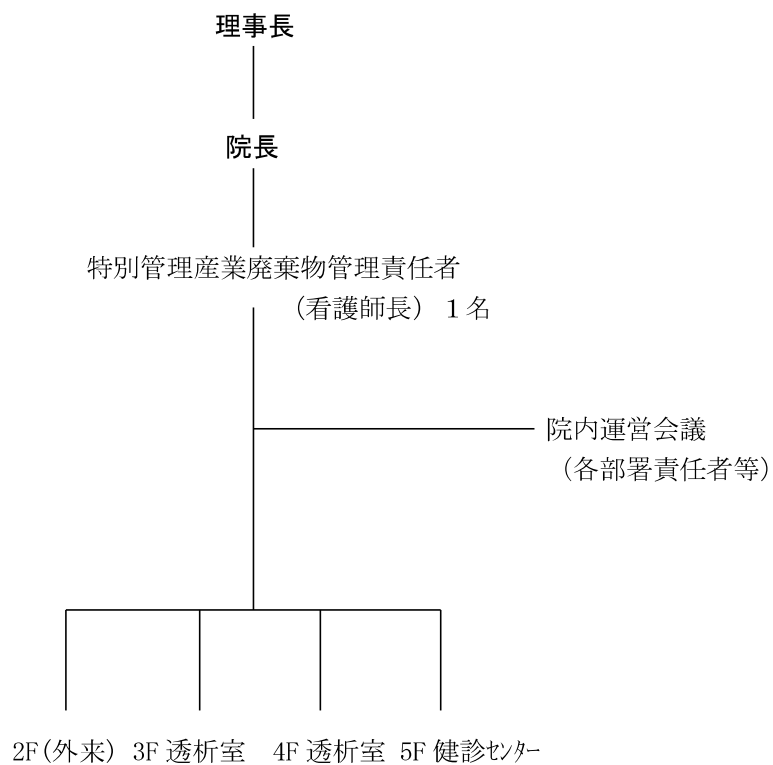 理事長
院長
特別管理産業廃棄物管理責任者
（看護師長） 1 名
院内運営会議
（各部署責任者等）
2F(外来) 3F 透析室 4F 透析室 5F 健診ｾﾝﾀｰ